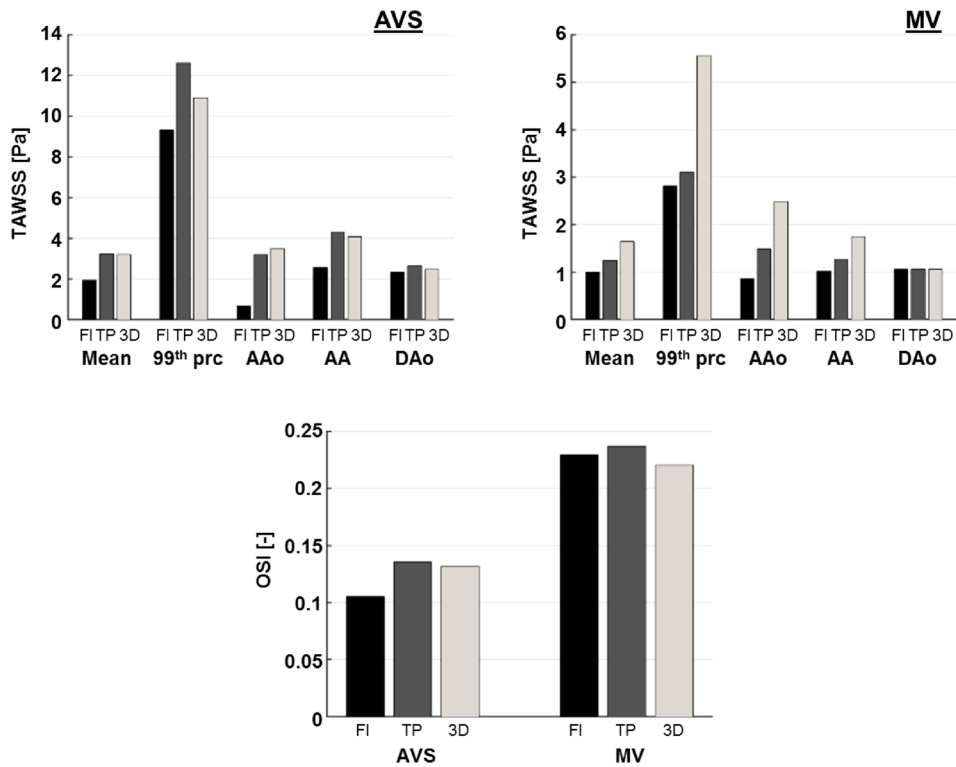 AVS
TAWSS [Pa]
14
12
10
8
6
4
2
0
FI TP 3D FI TP 3D FI TP 3D FI TP 3D FI TP 3D
Mean 99th prc AAo AA DAo
MV
TAWSS [Pa]
6
5
4
3
2
1
0
FI TP 3D FI TP 3D FI TP 3D FI TP 3D FI TP 3D
Mean 99th prc AAo AA DAo
OSI [-]
0.25
0.2
0.15
0.1
0.05
0
FI TP 3D FI TP 3D
AVS MV